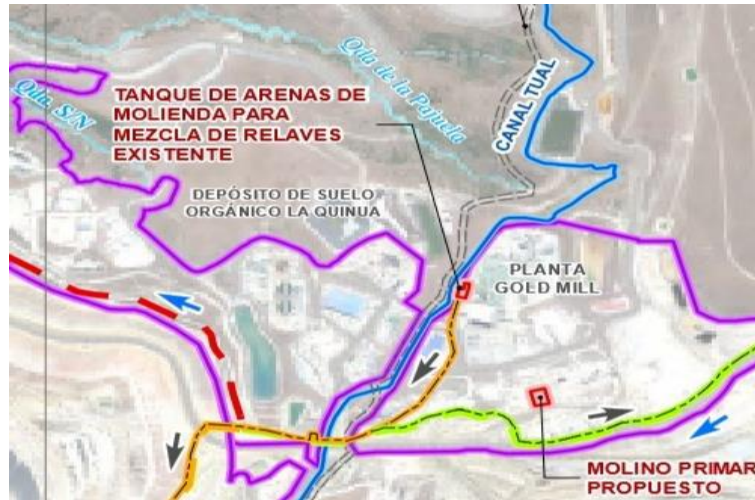 Qda de la Pajuela
TANQUE DE ARENAS DE
MOLIENDA PARA
MEZCLA DE RELAVES
EXISTENTE
Qda. S/N
CANAL TUAL
DEPÓSITO DE SUELO
ORGÁNICO LA QUINUA
PLANTA
GOLD MILL
MOLINO PRIMAR
PROPUESTO